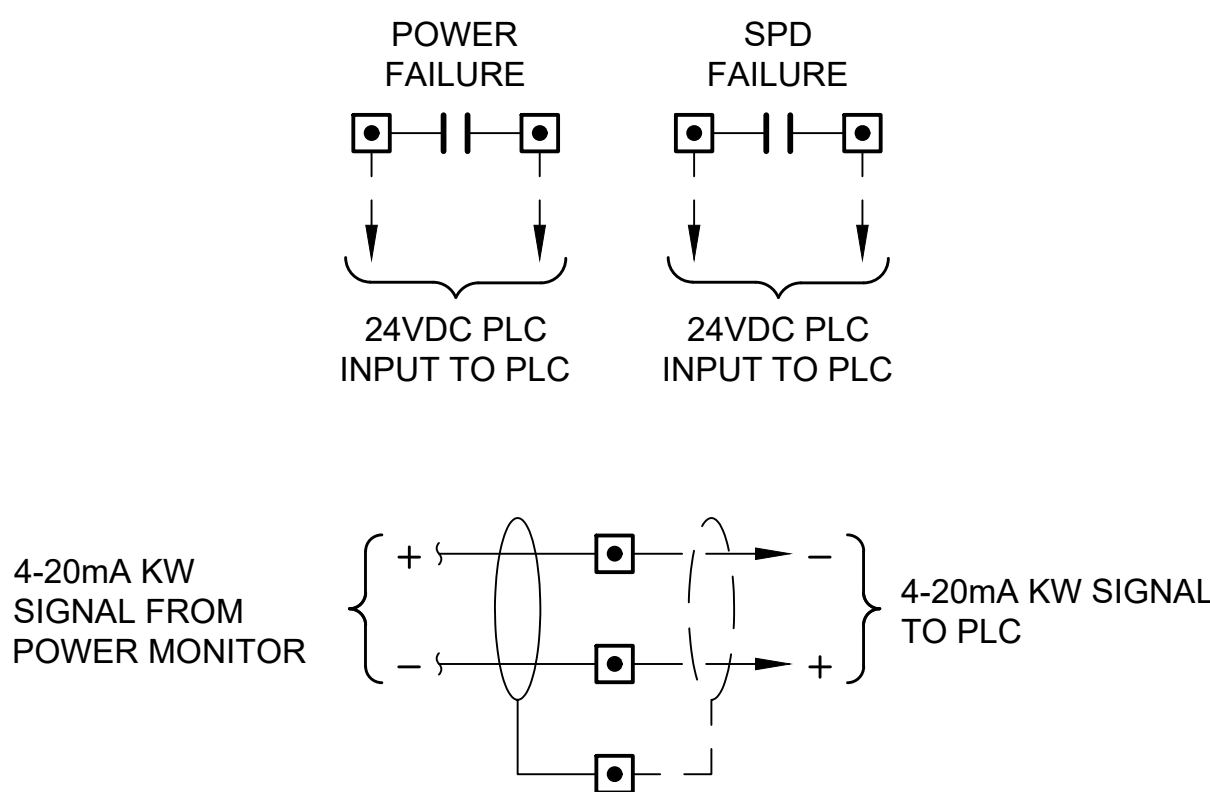 POWER
FAILURE
SPD
FAILURE
24VDC PLC
INPUT TO PLC
24VDC PLC
INPUT TO PLC
4-20mA KW
SIGNAL FROM
POWER MONITOR
+
−
−
+
4-20mA KW SIGNAL
TO PLC